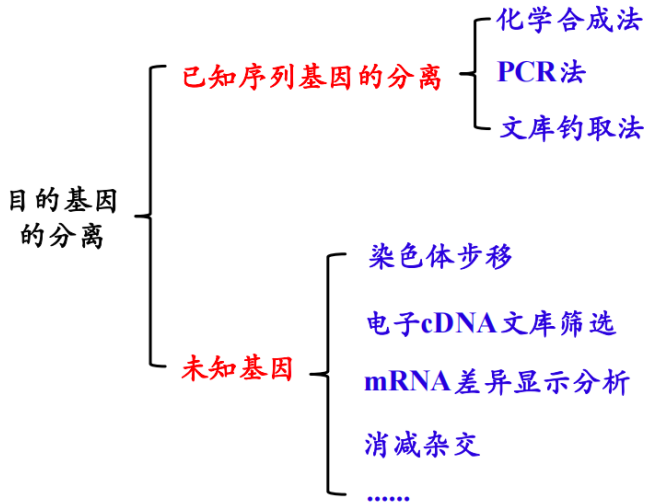 目的基因
的分离
已知序列基因的分离
化学合成法
PCR法
文库钓取法
未知基因
染色体步移
电子cDNA文库筛选
mRNA差异显示分析
消减杂交
......